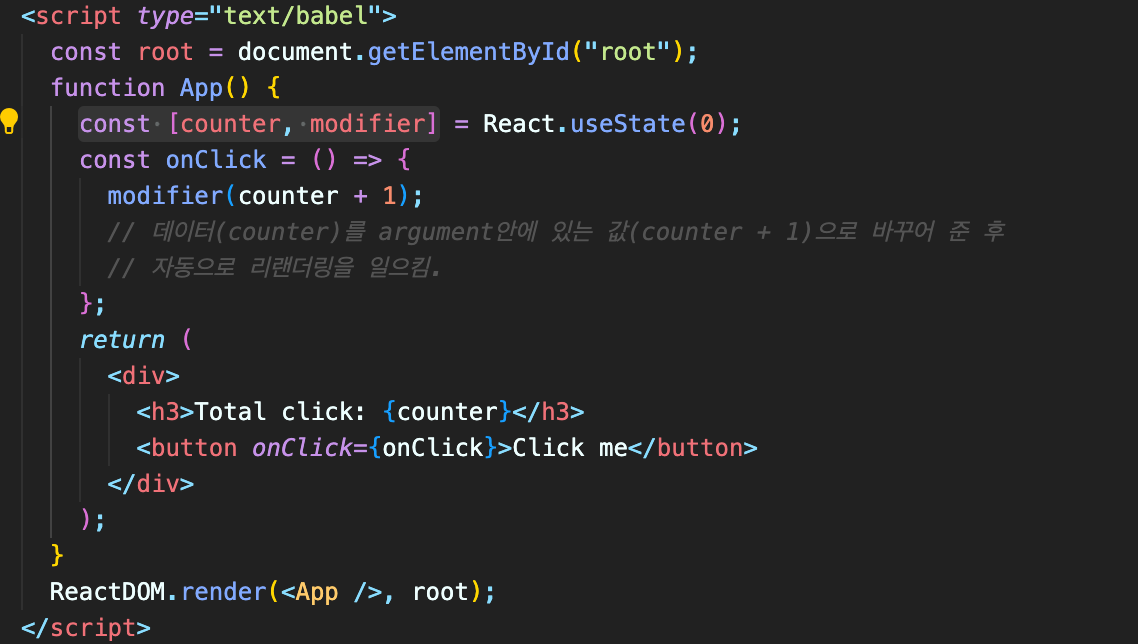 <script type="text/babel">
const root = document.getElementById("root");
function App() {
const [counter, modifier] = React.useState(0);
const onClick = () => {
modifier(counter + 1);
// 데이터(counter)를 argument안에 있는 값(counter + 1)으로 바꾸어 준 후
// 자동으로 리랜더링을 일으킴.
};
return (
<div>
<h3>Total click: {counter}</h3>
<button onClick={onClick}>Click me</button>
</div>
);
}
ReactDOM.render(<App />, root);
</script>